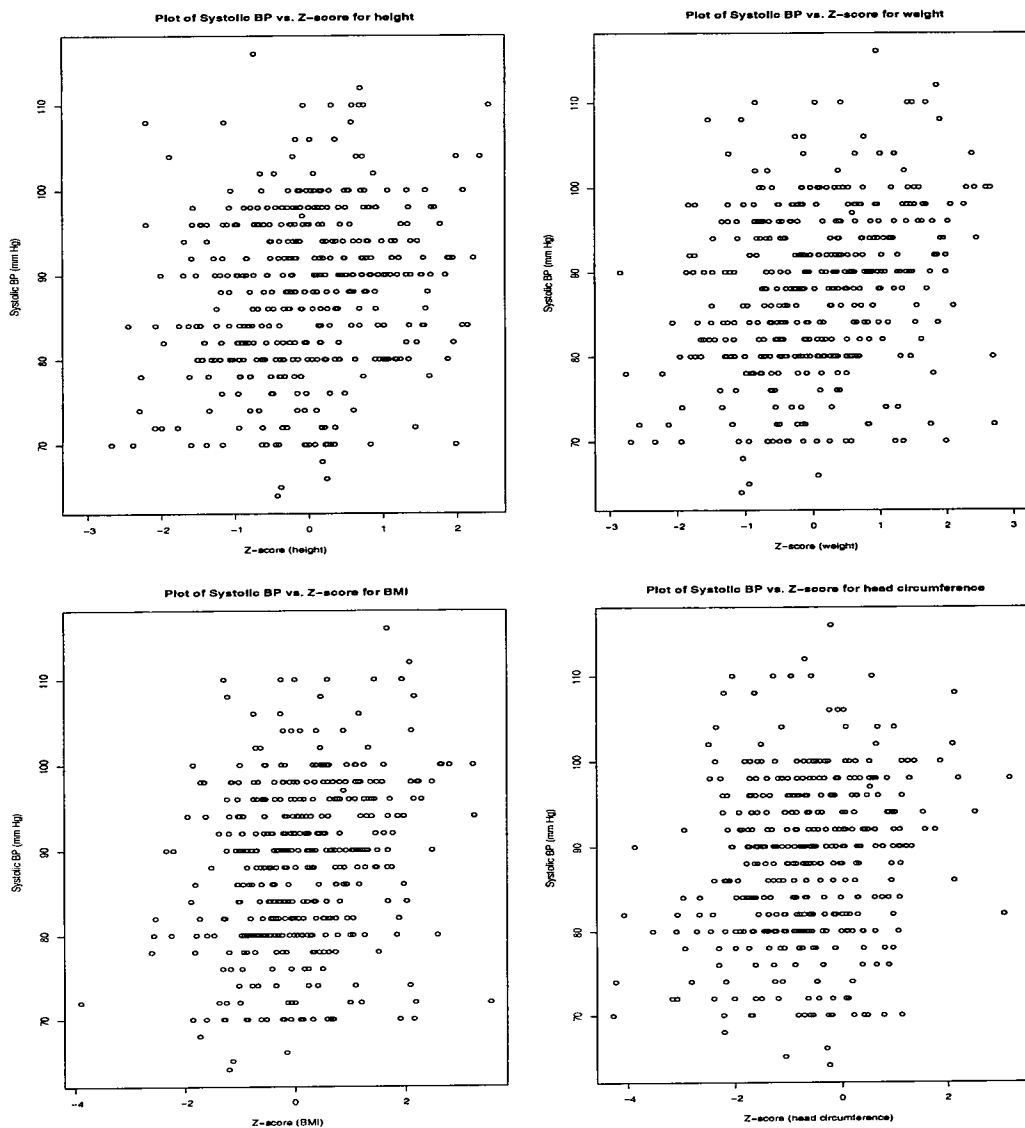 Plot of Systolic BP vs. Z-score for height
Systolic BP (mm Hg)
110
100
90
80
70
-3 -2 -1 0 1 2
Z-score (height)
Plot of Systolic BP vs. Z-score for weight
Systolic BP (mm Hg)
110
100
90
80
70
-3 -2 -1 0 1 2 3
Z-score (weight)
Plot of Systolic BP vs. Z-score for BMI
Systolic BP (mm Hg)
110
100
90
80
70
-4 -2 0 2
Z-score (BMI)
Plot of Systolic BP vs. Z-score for head circumference
Systolic BP (mm Hg)
110
100
90
80
70
-4 -2 0 2
Z-score (head circumference)